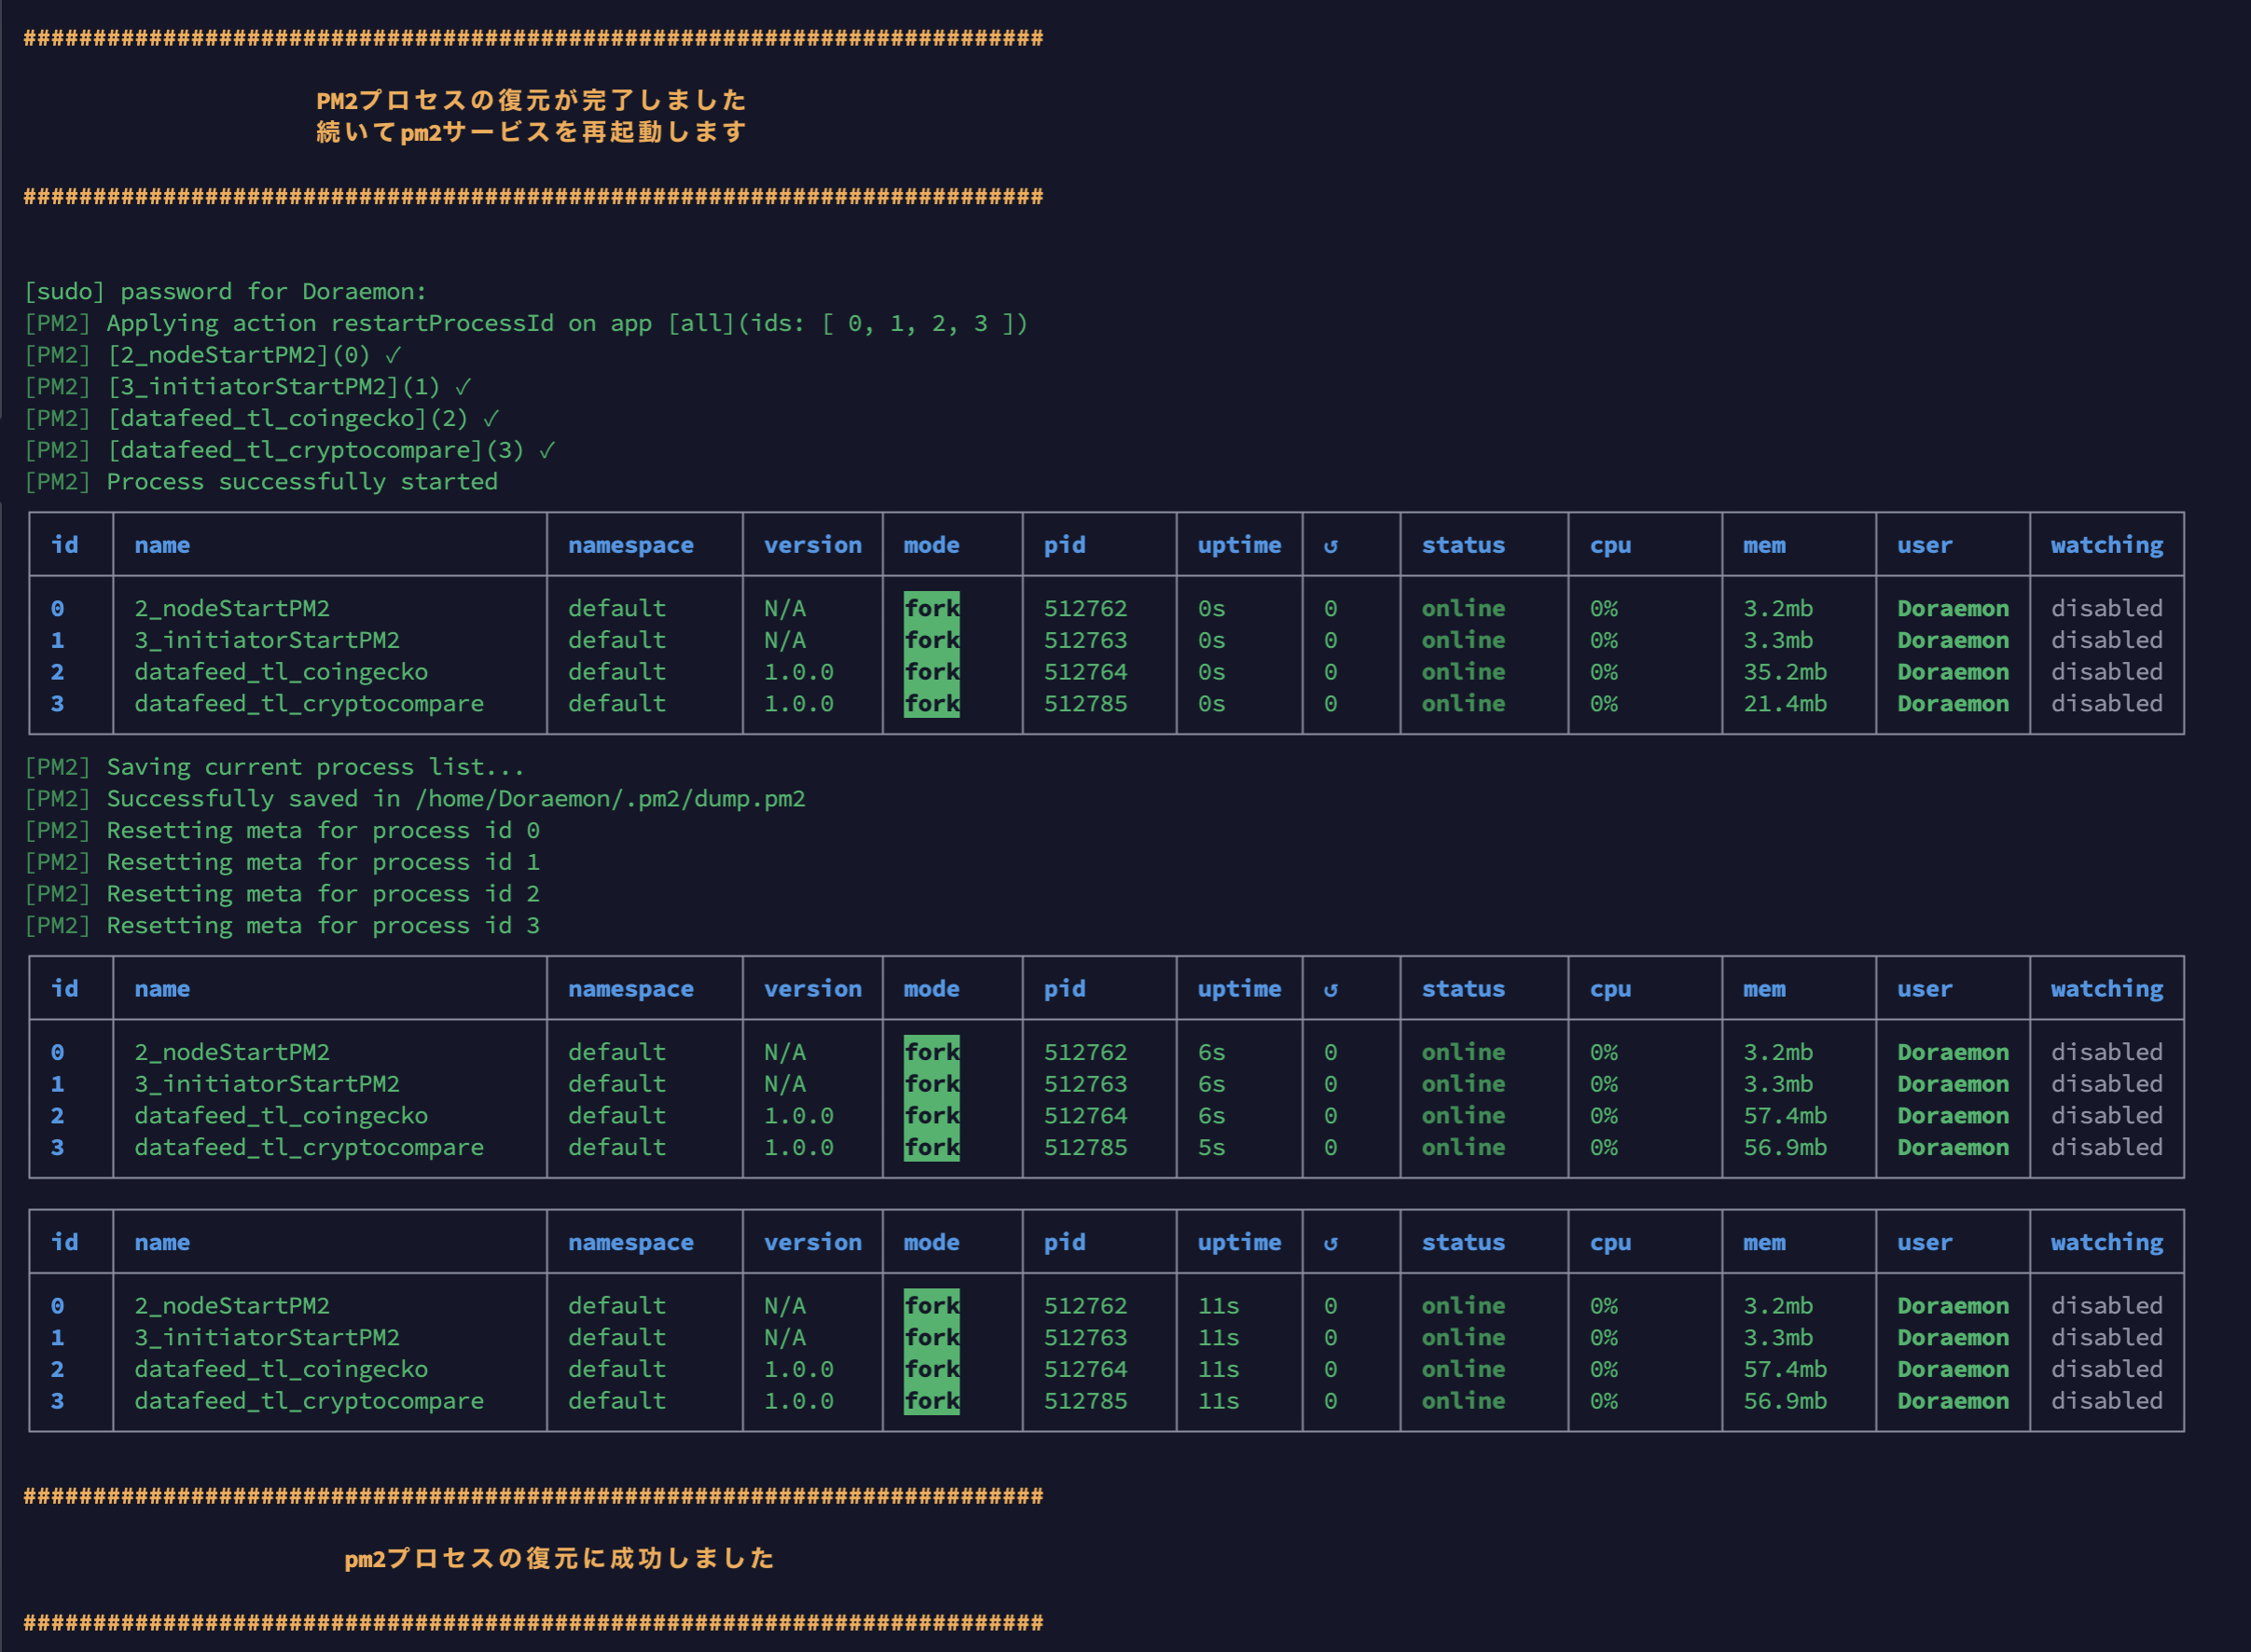 #########################################################################
PM2プロセスの復元が完了しました
続いてpm2サービスを再起動します
#########################################################################
[sudo] password for Doraemon:
[PM2] Applying action restartProcessId on app [all](ids: [ 0, 1, 2, 3 ])
[PM2] [2_nodeStartPM2](0) ✓
[PM2] [3_initiatorStartPM2](1) ✓
[PM2] [datafeed_tl_coingecko](2) ✓
[PM2] [datafeed_tl_cryptocompare](3) ✓
[PM2] Process successfully started
id name namespace version mode pid uptime ↺ status cpu mem user watching
0 2_nodeStartPM2 default N/A fork 512762 0s 0 online 0% 3.2mb Doraemon disabled
1 3_initiatorStartPM2 default N/A fork 512763 0s 0 online 0% 3.3mb Doraemon disabled
2 datafeed_tl_coingecko default 1.0.0 fork 512764 0s 0 online 0% 35.2mb Doraemon disabled
3 datafeed_tl_cryptocompare default 1.0.0 fork 512785 0s 0 online 0% 21.4mb Doraemon disabled
[PM2] Saving current process list...
[PM2] Successfully saved in /home/Doraemon/.pm2/dump.pm2
[PM2] Resetting meta for process id 0
[PM2] Resetting meta for process id 1
[PM2] Resetting meta for process id 2
[PM2] Resetting meta for process id 3
id name namespace version mode pid uptime ↺ status cpu mem user watching
0 2_nodeStartPM2 default N/A fork 512762 6s 0 online 0% 3.2mb Doraemon disabled
1 3_initiatorStartPM2 default N/A fork 512763 6s 0 online 0% 3.3mb Doraemon disabled
2 datafeed_tl_coingecko default 1.0.0 fork 512764 6s 0 online 0% 57.4mb Doraemon disabled
3 datafeed_tl_cryptocompare default 1.0.0 fork 512785 5s 0 online 0% 56.9mb Doraemon disabled
id name namespace version mode pid uptime ↺ status cpu mem user watching
0 2_nodeStartPM2 default N/A fork 512762 11s 0 online 0% 3.2mb Doraemon disabled
1 3_initiatorStartPM2 default N/A fork 512763 11s 0 online 0% 3.3mb Doraemon disabled
2 datafeed_tl_coingecko default 1.0.0 fork 512764 11s 0 online 0% 57.4mb Doraemon disabled
3 datafeed_tl_cryptocompare default 1.0.0 fork 512785 11s 0 online 0% 56.9mb Doraemon disabled
#########################################################################
pm2プロセスの復元に成功しました
#########################################################################